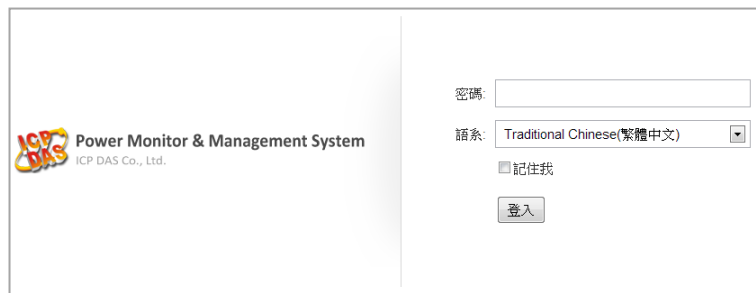 ICP
DAS
Power Monitor & Management System
ICP DAS Co., Ltd.
密碼:
語系:
Traditional Chinese(繁體中文)
記住我
登入